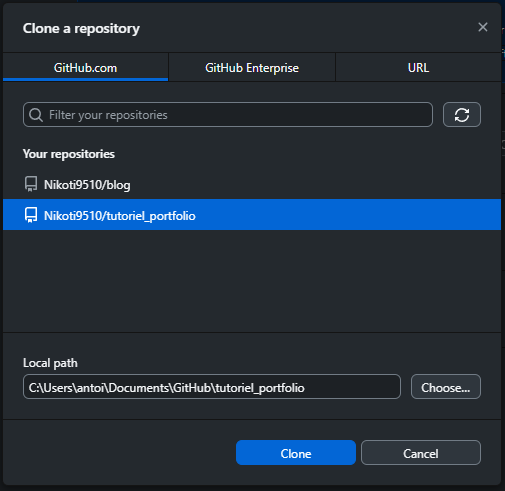 Clone a repository
GitHub.com
GitHub Enterprise
URL
Filter your repositories
Your repositories
Nikoti9510/blog
Nikoti9510/tutoriel_portfolio
Local path
C:\Users\antoi\Documents\GitHub\tutoriel_portfolio
Choose...
Clone
Cancel